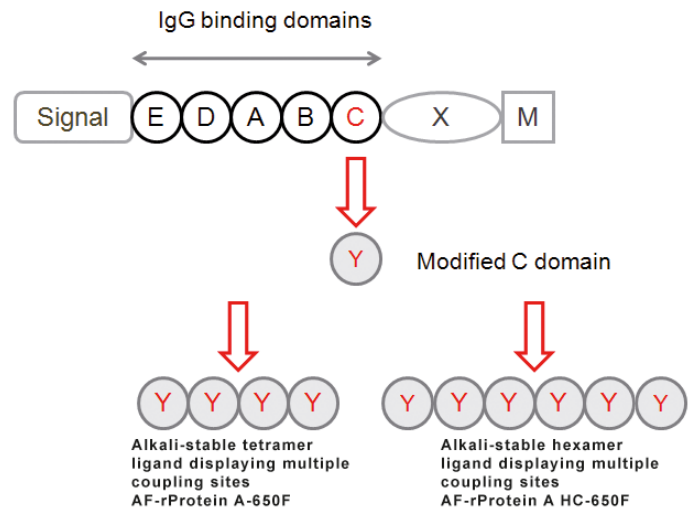 IgG binding domains
Signal E D A B C X M
Y
Modified C domain
Y Y Y Y
Y Y Y Y Y Y
Alkali-stable tetramer
ligand displaying multiple
coupling sites
AF-rProtein A-650F
Alkali-stable hexamer
ligand displaying multiple
coupling sites
AF-rProtein A HC-650F